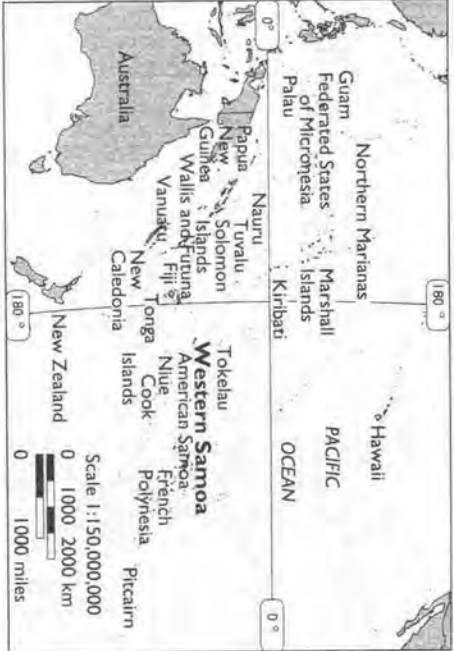 180°
Hawaii
Northern Marianas
Guam
Federated States
of Micronesia
Palau
Marshall
Islands
PACIFIC
OCEAN
Kiribati
0°
0°
Nauru
Tuvalu
Papua
New
Guinea
Solomon
Islands
Wallis and Futuna
Vanuatu
Fiji
Tokelau
Western Samoa
American Samoa
Niue
Cook
Islands
French
Polynesia
Tonga
New
Caledonia
Pitcairn
Australia
New Zealand
180°
Scale 1:150,000,000
0 1000 2000 km
0 1000 miles